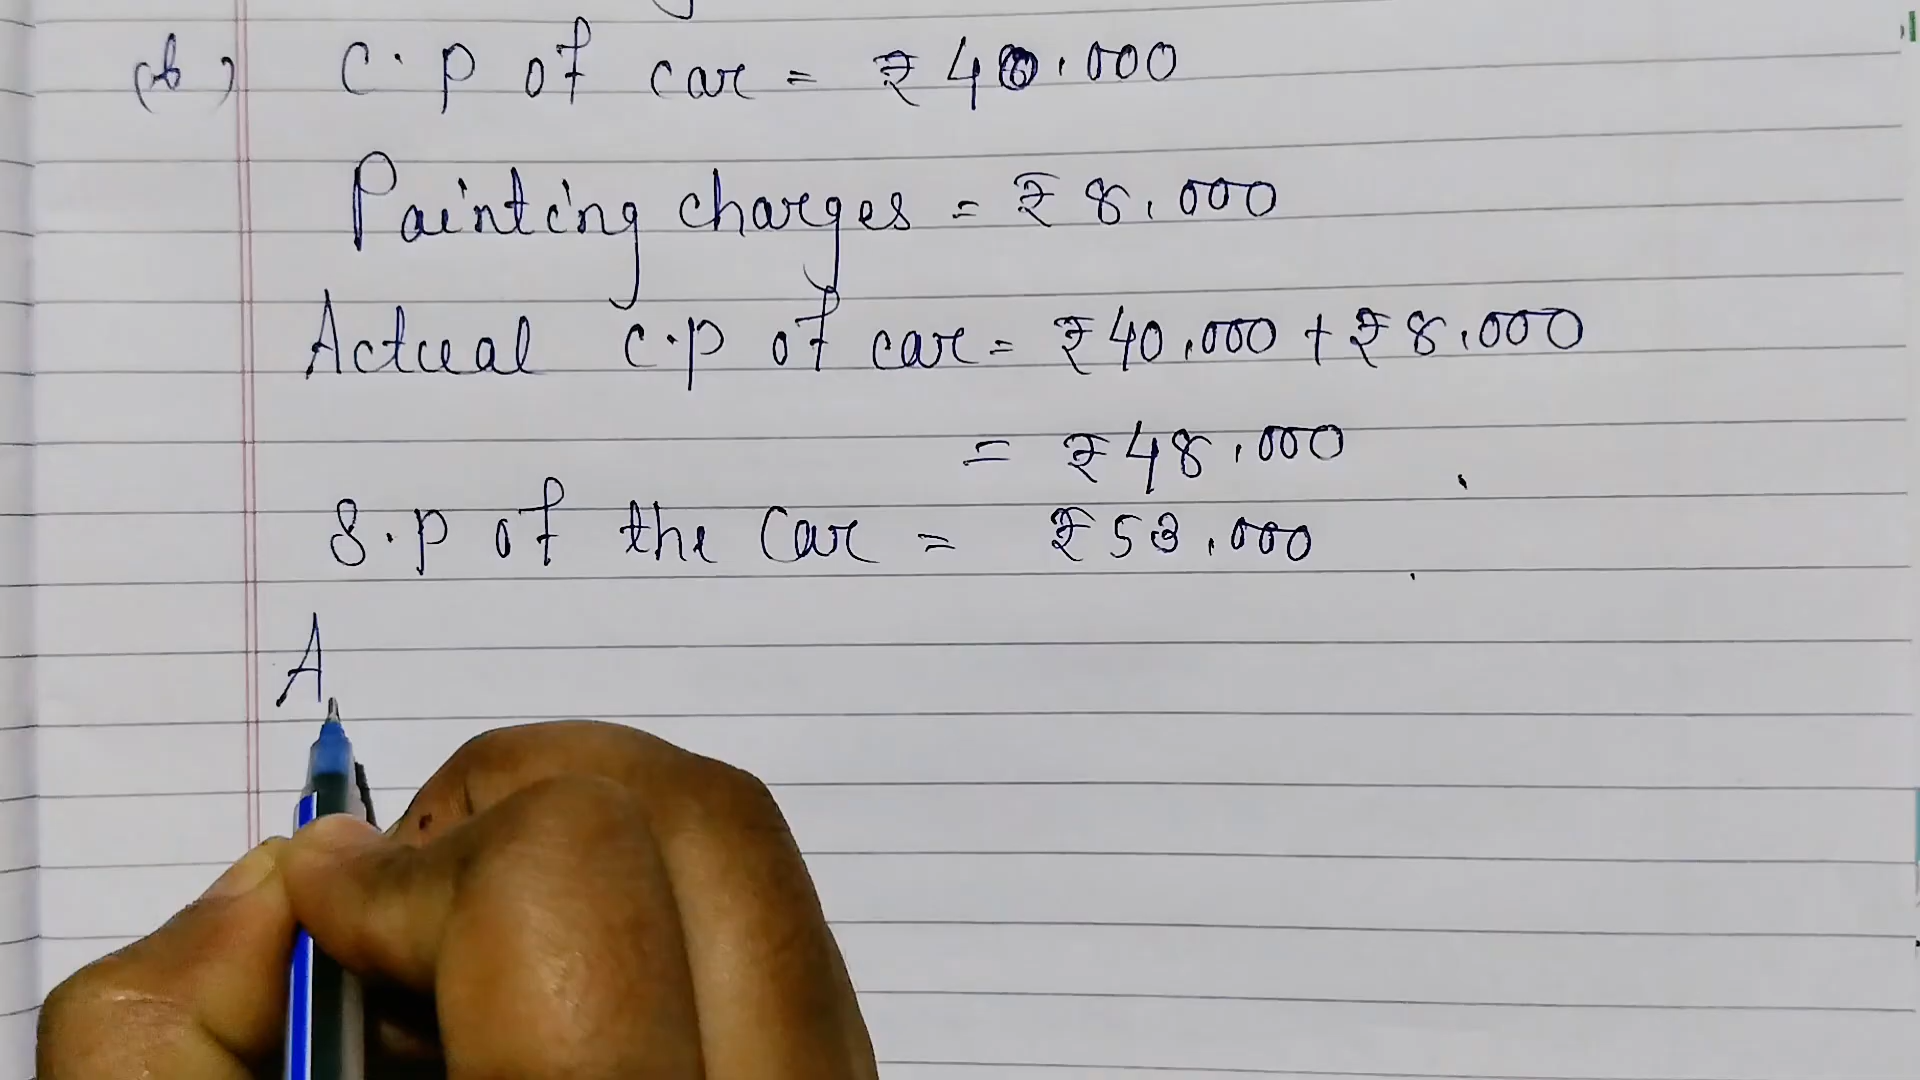 (b) C.P of car = ₹ 40,000
Painting charges = ₹ 8,000
Actual C.P of car = ₹ 40,000 + ₹ 8,000
= ₹ 48,000
S.P of the car = ₹ 53,000
A